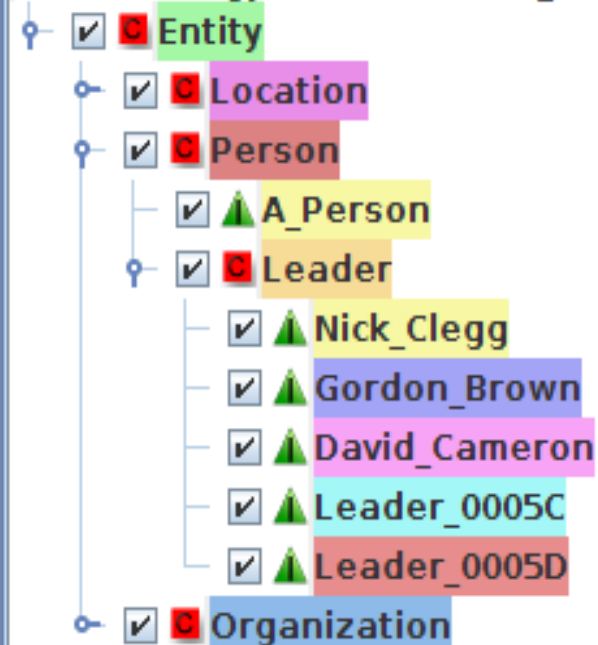 C Entity
C Location
C Person
I A_Person
C Leader
I Nick_Clegg
I Gordon_Brown
I David_Cameron
I Leader_0005C
I Leader_0005D
C Organization